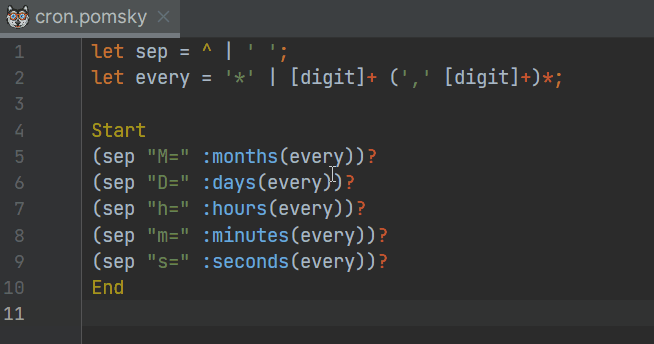 cron.pomsky
1 let sep = ^ | ' ';
2 let every = '*' | [digit]+ (',' [digit]+)*;
3
4 Start
5 (sep "M=" :months(every))?
6 (sep "D=" :days(every))?
7 (sep "h=" :hours(every))?
8 (sep "m=" :minutes(every))?
9 (sep "s=" :seconds(every))?
10 End
11